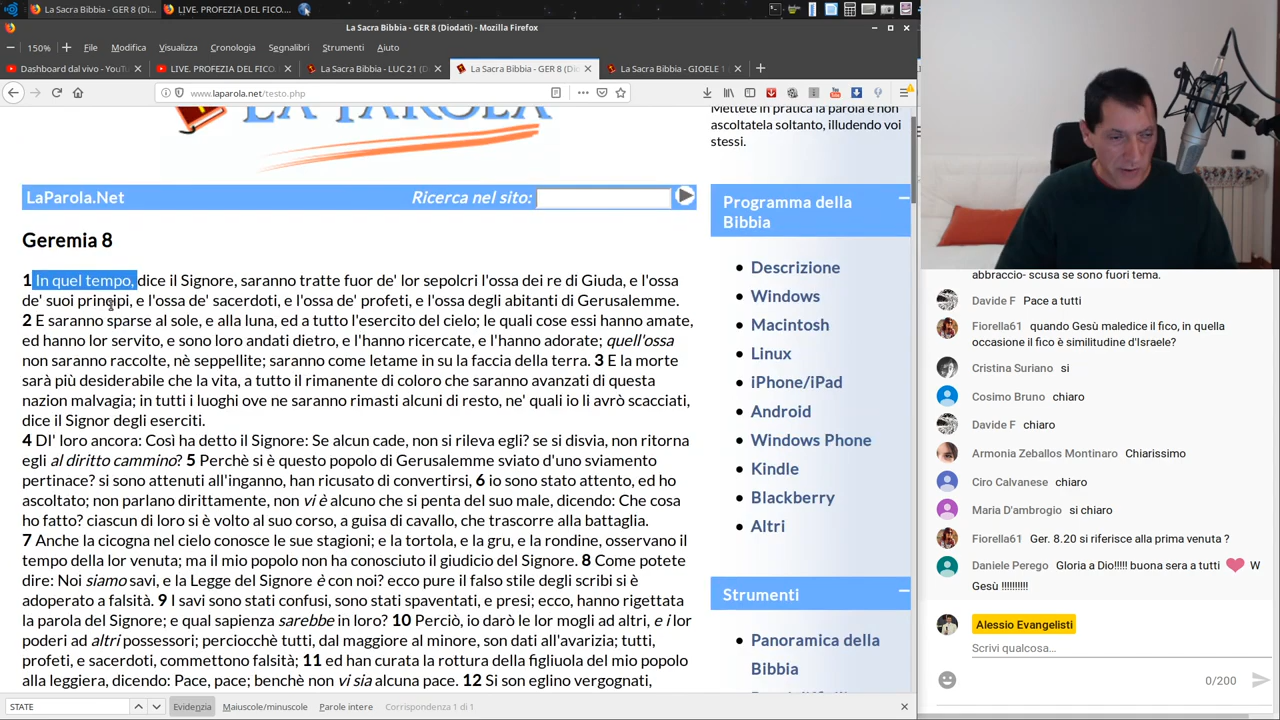 La Sacra Bibbia - GER 8 (Diodati)
LIVE. PROFEZIA DEL FICO....
La Sacra Bibbia - GER 8 (Diodati) - Mozilla Firefox
150%
File Modifica Visualizza Cronologia Segnalibri Strumenti Aiuto
Dashboard dal vivo - YouTu
LIVE. PROFEZIA DEL FICO.
La Sacra Bibbia - LUC 21 (D
La Sacra Bibbia - GER 8 (Dio
La Sacra Bibbia - GIOELE 1
www.laparola.net/testo.php
LA PAROLA
Mettete in pratica la parola e non
ascoltatela soltanto, illudendo voi
stessi.
LaParola.Net
Ricerca nel sito:
Geremia 8
1 In quel tempo, dice il Signore, saranno tratte fuor de' lor sepolcri l'ossa dei re di Giuda, e l'ossa
de' suoi principi, e l'ossa de' sacerdoti, e l'ossa de' profeti, e l'ossa degli abitanti di Gerusalemme.
2 E saranno sparse al sole, e alla luna, ed a tutto l'esercito del cielo; le quali cose essi hanno amate,
ed hanno lor servito, e sono loro andati dietro, e l'hanno ricercate, e l'hanno adorate; quell'ossa
non saranno raccolte, nè seppellite; saranno come letame in su la faccia della terra. 3 E la morte
sarà più desiderabile che la vita, a tutto il rimanente di coloro che saranno avanzati di questa
nazion malvagia; in tutti i luoghi ove ne saranno rimasti alcuni di resto, ne' quali io li avrò scacciati,
dice il Signor degli eserciti.
4 DI' loro ancora: Così ha detto il Signore: Se alcun cade, non si rileva egli? se si disvia, non ritorna
egli al diritto cammino? 5 Perchè si è questo popolo di Gerusalemme sviato d'uno sviamento
pertinace? si sono attenuti all'inganno, han ricusato di convertirsi, 6 io sono stato attento, ed ho
ascoltato; non parlano dirittamente, non vi è alcuno che si penta del suo male, dicendo: Che cosa
ho fatto? ciascun di loro si è volto al suo corso, a guisa di cavallo, che trascorre alla battaglia.
7 Anche la cicogna nel cielo conosce le sue stagioni; e la tortola, e la gru, e la rondine, osservano il
tempo della lor venuta; ma il mio popolo non ha conosciuto il giudicio del Signore. 8 Come potete
dire: Noi siamo savi, e la Legge del Signore è con noi? ecco pure il falso stile degli scribi si è
adoperato a falsità. 9 I savi sono stati confusi, sono stati spaventati, e presi; ecco, hanno rigettata
la parola del Signore; e qual sapienza sarebbe in loro? 10 Perciò, io darò le lor mogli ad altri, e i lor
poderi ad altri possessori; perciocchè tutti, dal maggiore al minore, son dati all'avarizia; tutti,
profeti, e sacerdoti, commettono falsità; 11 ed han curata la rottura della figliuola del mio popolo
alla leggiera, dicendo: Pace, pace; benchè non vi sia alcuna pace. 12 Si son eglino vergognati,
Programma della
Bibbia
Descrizione
Windows
Macintosh
Linux
iPhone/iPad
Android
Windows Phone
Kindle
Blackberry
Altri
Strumenti
Panoramica della
Bibbia
STATE
Evidenzia Maiuscole/minuscole Parole intere Corrispondenza 1 di 1
abbraccio- scusa se sono fuori tema.
Davide F Pace a tutti
Fiorella61 quando Gesù maledice il fico, in quella
occasione il fico è similitudine d'Israele?
Cristina Suriano si
Cosimo Bruno chiaro
Davide F chiaro
Armonia Zeballos Montinaro Chiarissimo
Ciro Calvanese chiaro
Maria D'ambrogio si chiaro
Fiorella61 Ger. 8.20 si riferisce alla prima venuta ?
Daniele Perego Gloria a Dio!!!!! buona sera a tutti ❤ W
Gesù !!!!!!!!!!
Alessio Evangelisti
Scrivi qualcosa...
0/200